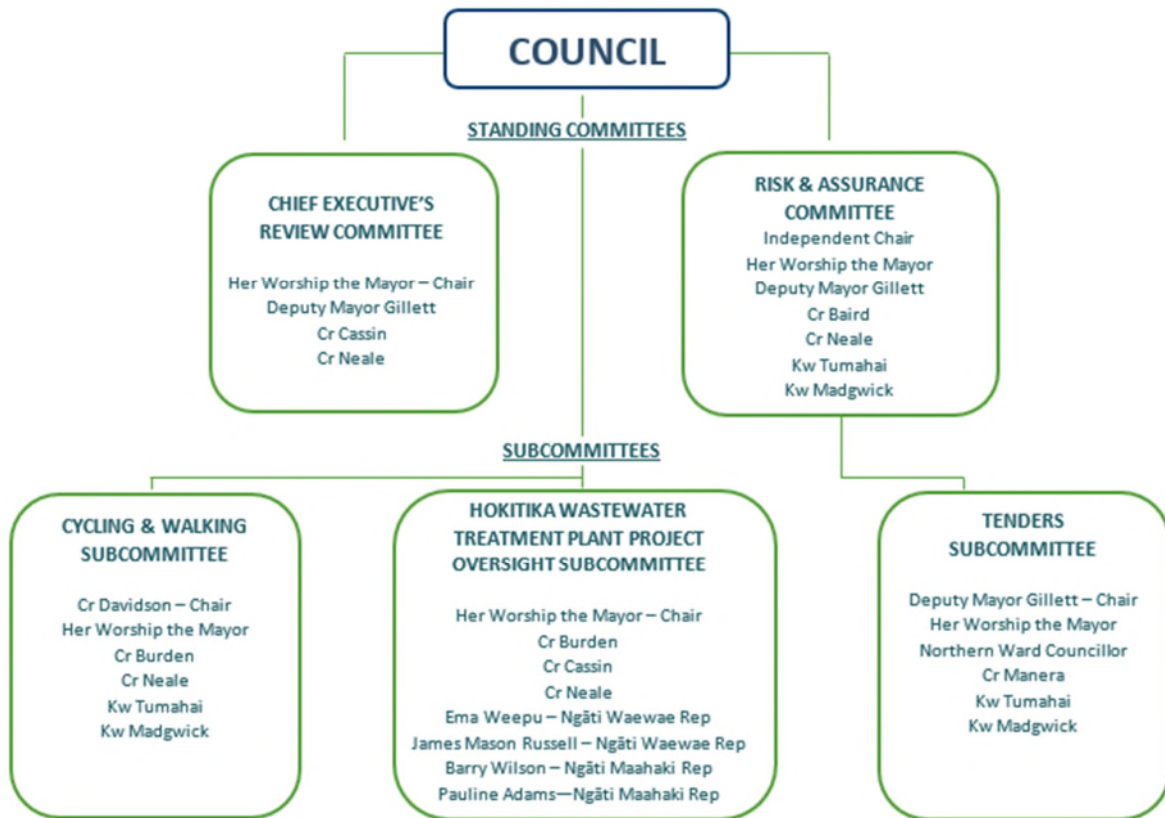 COUNCIL
STANDING COMMITTEES
CHIEF EXECUTIVE'S
REVIEW COMMITTEE
Her Worship the Mayor – Chair
Deputy Mayor Gillett
Cr Cassin
Cr Neale
RISK & ASSURANCE
COMMITTEE
Independent Chair
Her Worship the Mayor
Deputy Mayor Gillett
Cr Baird
Cr Neale
Kw Tumahai
Kw Madgwick
SUBCOMMITTEES
CYCLING & WALKING
SUBCOMMITTEE
Cr Davidson – Chair
Her Worship the Mayor
Cr Burden
Cr Neale
Kw Tumahai
Kw Madgwick
HOKITIKA WASTEWATER
TREATMENT PLANT PROJECT
OVERSIGHT SUBCOMMITTEE
Her Worship the Mayor – Chair
Cr Burden
Cr Cassin
Cr Neale
Ema Weepu – Ngāti Waewae Rep
James Mason Russell – Ngāti Waewae Rep
Barry Wilson – Ngāti Maahaki Rep
Pauline Adams—Ngāti Maahaki Rep
TENDERS
SUBCOMMITTEE
Deputy Mayor Gillett – Chair
Her Worship the Mayor
Northern Ward Councillor
Cr Manera
Kw Tumahai
Kw Madgwick